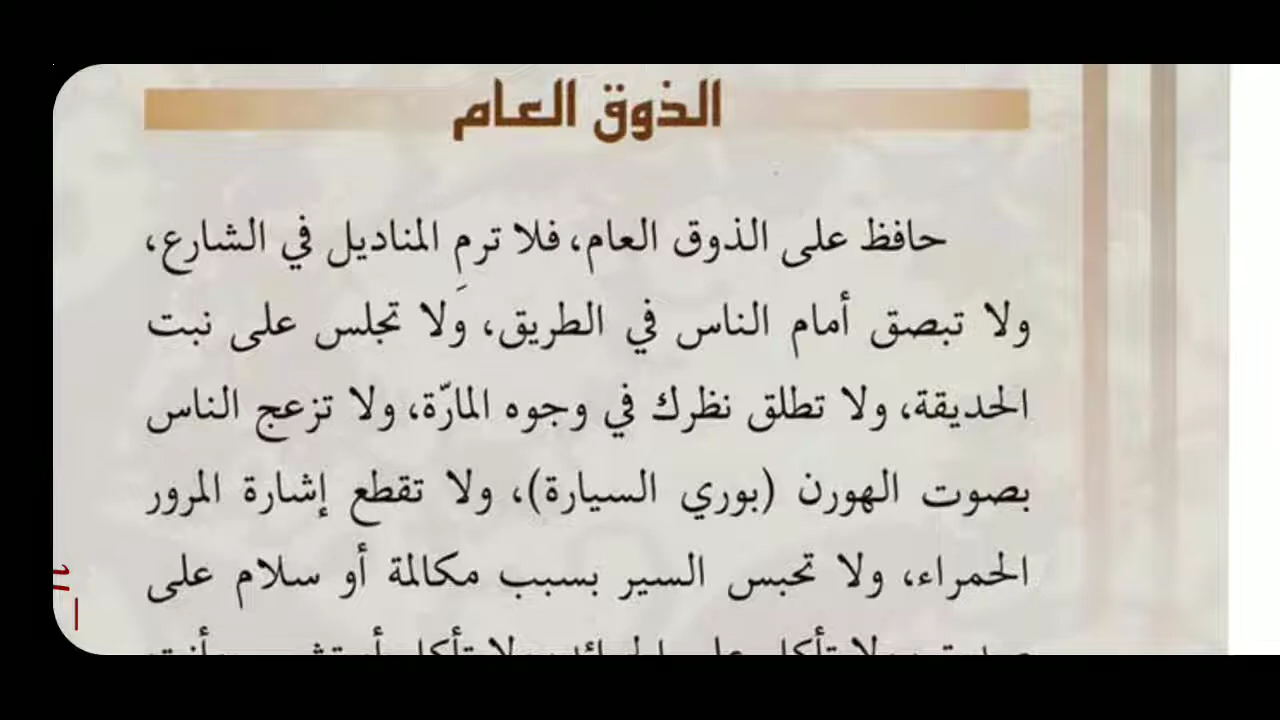 الذوق العام
حافظ على الذوق العام، فلا ترمِ المناديل في الشارع،
ولا تبصق أمام الناس في الطريق، وَلا تجلس على نبت
الحديقة، ولا تطلق نظرك في وجوه المارّة، ولا تزعج الناس
بصوت الهورن (بوري السيارة)، ولا تقطع إشارة المرور
الحمراء، ولا تحبس السير بسبب مكالمة أو سلام على